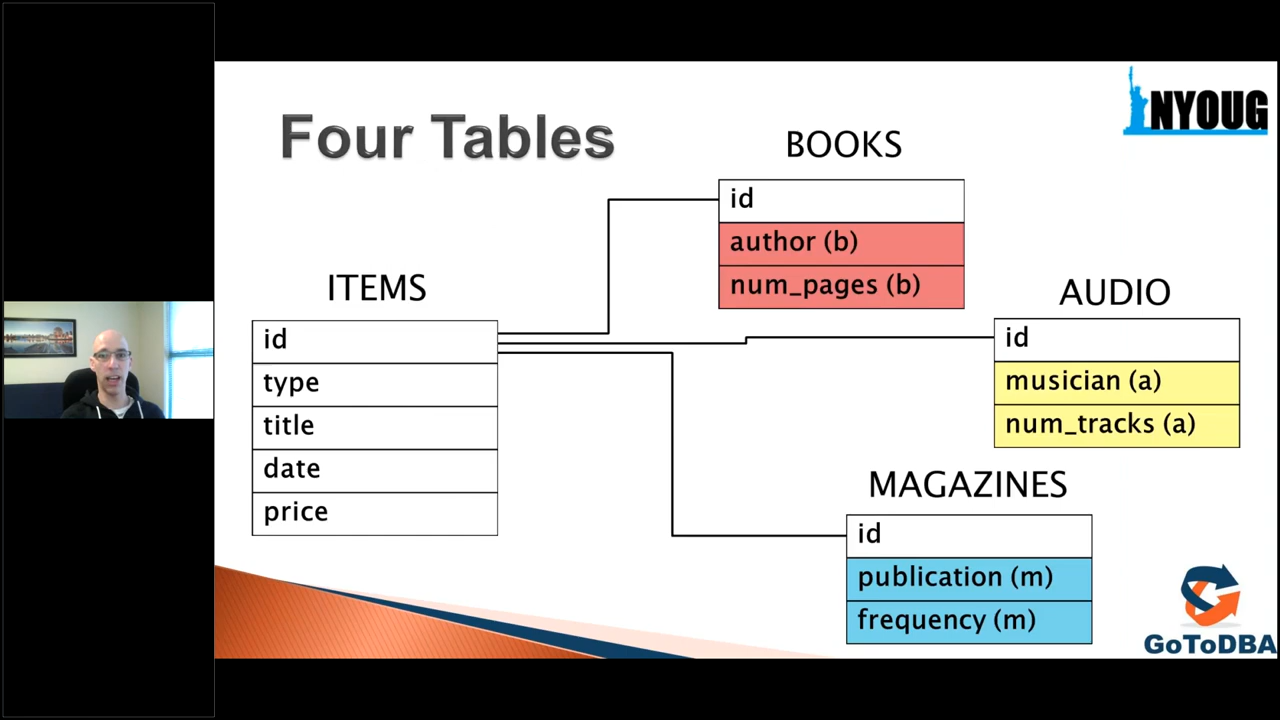 Four Tables
NYOUG
BOOKS
id
author (b)
num_pages (b)
ITEMS
id
type
title
date
price
AUDIO
id
musician (a)
num_tracks (a)
MAGAZINES
id
publication (m)
frequency (m)
GoToDBA